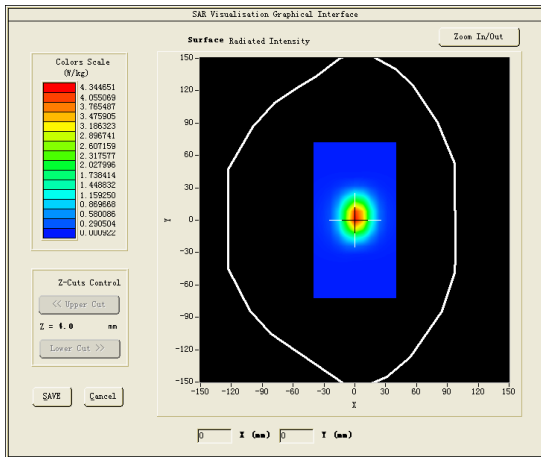 SAR Visualisation Graphical Interface
Surface Radiated Intensity
Zoom In/Out
Colors Scale
(W/kg)
4.344651
4.055069
3.765487
3.475905
3.186323
2.896741
2.607159
2.317577
2.027996
1.738414
1.448832
1.159250
0.869668
0.580086
0.290504
0.000922
Z-Cuts Control
<< Upper Cut
Z = 4.0 mm
Lower Cut >>
SAVE
Cancel
150
120
90
60
30
0
-30
-60
-90
-120
-150
Y
-150 -120 -90 -60 -30 0 30 60 90 120 150
X
0 X (mm) 0 Y (mm)